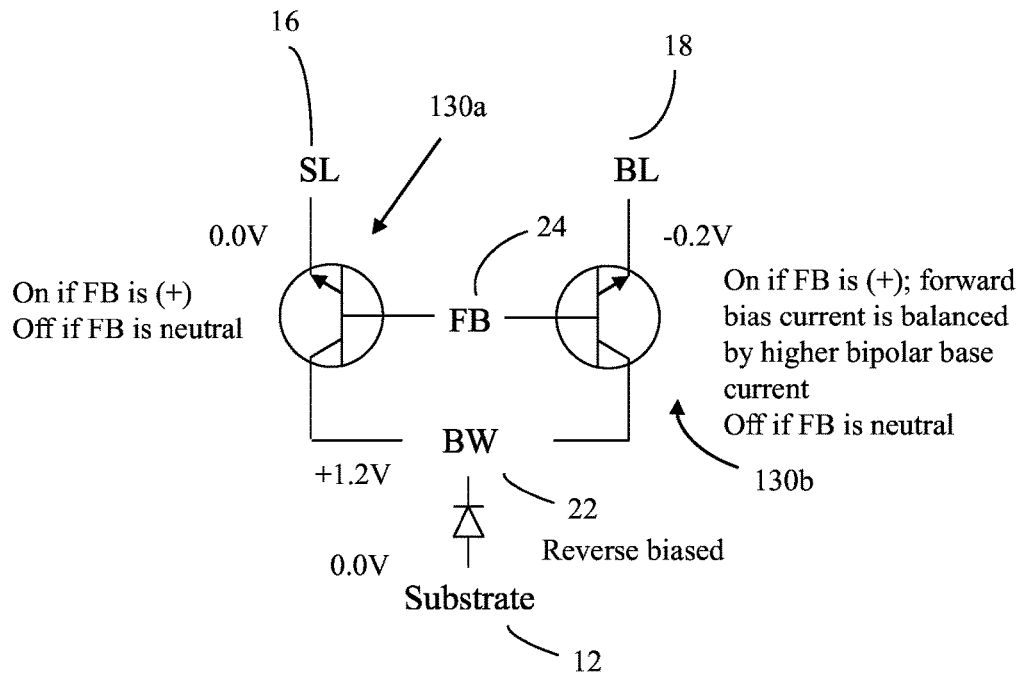 16
18
130a
SL
BL
0.0V
24
-0.2V
On if FB is (+)
Off if FB is neutral
FB
On if FB is (+); forward
bias current is balanced
by higher bipolar base
current
Off if FB is neutral
BW
+1.2V
130b
22
Reverse biased
0.0V
Substrate
12